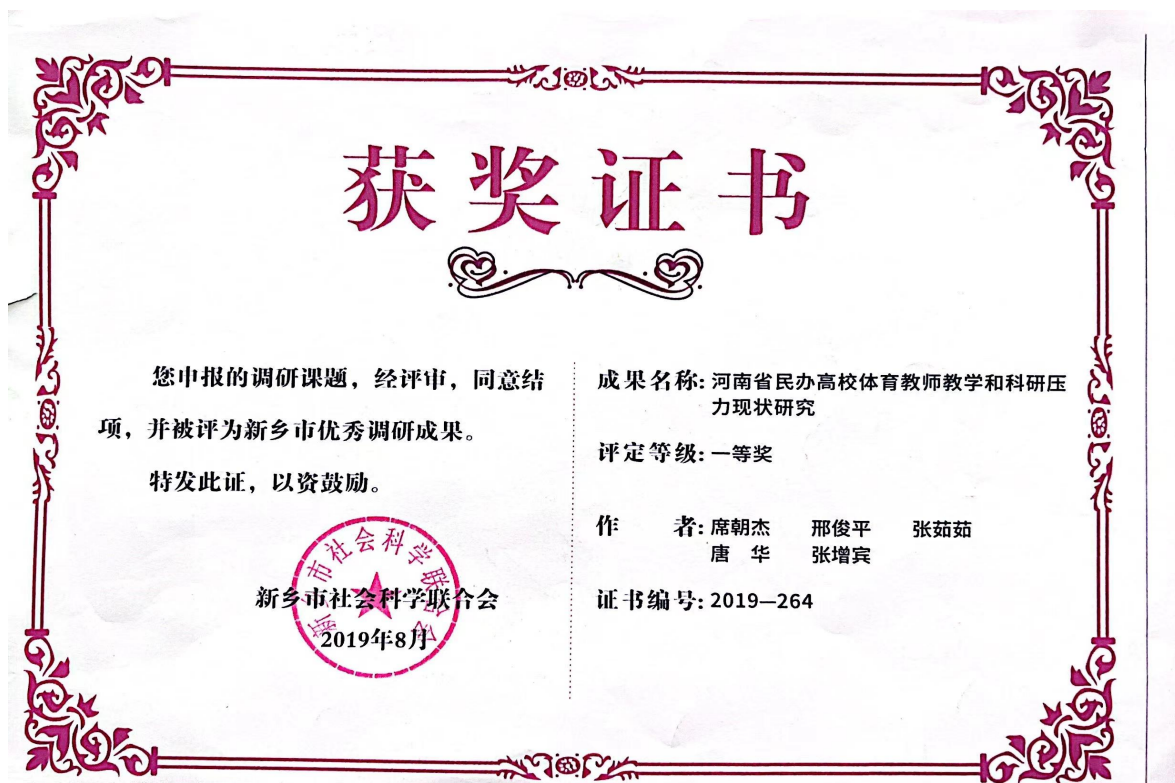 获奖证书
您申报的调研课题，经评审，同意结
项，并被评为新乡市优秀调研成果。
特发此证，以资鼓励。
新乡市社会科学联合会
新乡市社会科学联合会
2019年8月
成果名称:河南省民办高校体育教师教学和科研压
力现状研究
评定等级:一等奖
作 者:席朝杰 邢俊平 张茹茹
唐 华 张增宾
证书编号:2019—264